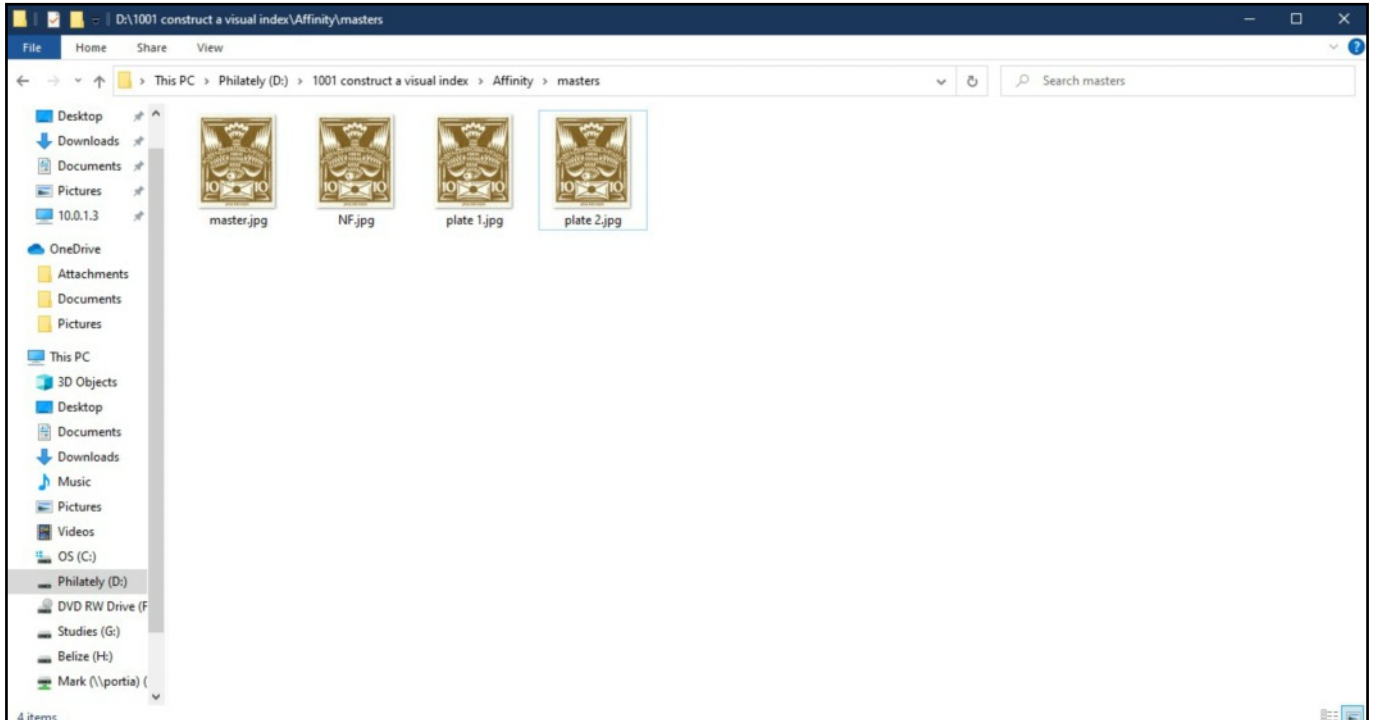 D:\1001 construct a visual index\Affinity\masters
File Home Share View
This PC > Philately (D:) > 1001 construct a visual index > Affinity > masters
Search masters
Desktop
Downloads
Documents
Pictures
10.0.1.3
OneDrive
Attachments
Documents
Pictures
This PC
3D Objects
Desktop
Documents
Downloads
Music
Pictures
Videos
OS (C:)
Philately (D:)
DVD RW Drive (F
Studies (G:)
Belize (H:)
Mark (\\portia) (
10 10
10 10
10 10
10 10
master.jpg
NF.jpg
plate 1.jpg
plate 2.jpg
4 items